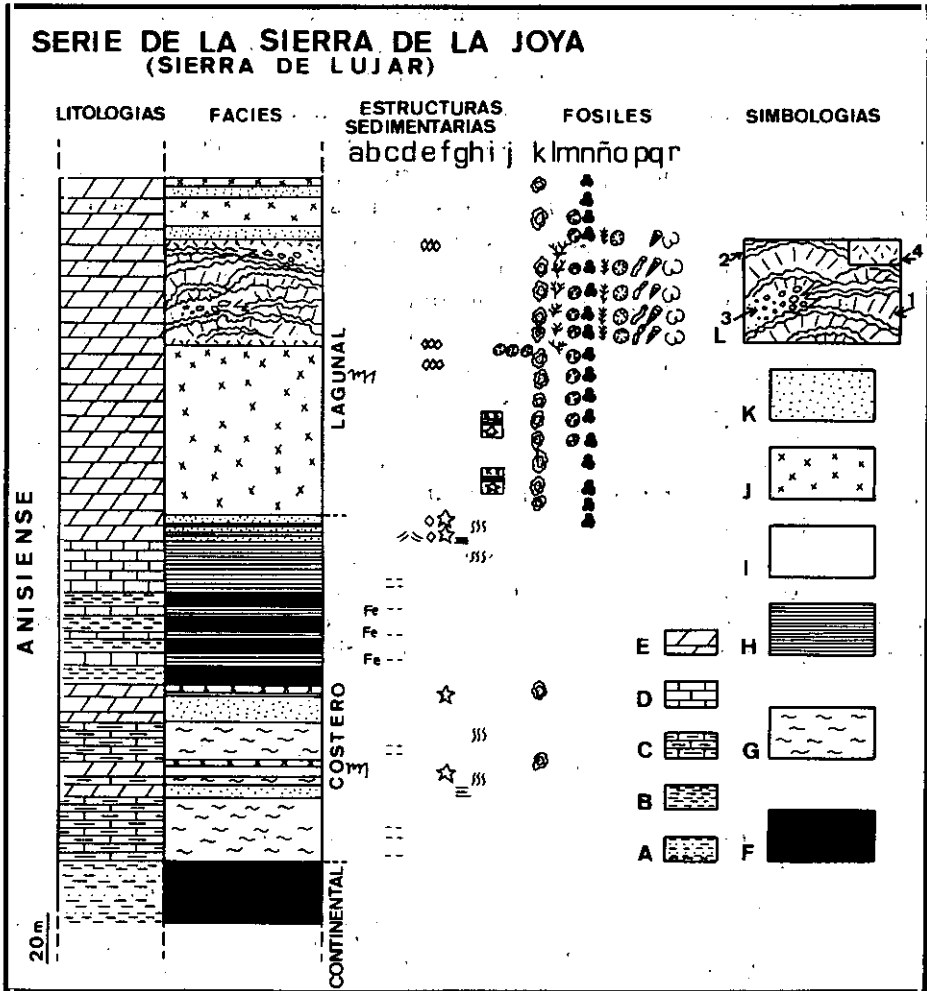 SERIE DE LA SIERRA DE LA JOYA
(SIERRA DE LUJAR)
LITOLOGIAS
FACIES
ESTRUCTURAS
SEDIMENTARIAS
FOSILES
SIMBOLOGIAS
abcdefghij
klmnñopqr
2
4
3
1
L
K
J
I
H
G
F
E
D
C
B
A
Fe
Fe
Fe
ANISIENSE
LAGUNAL
COSTERO
CONTINENTAL
20m